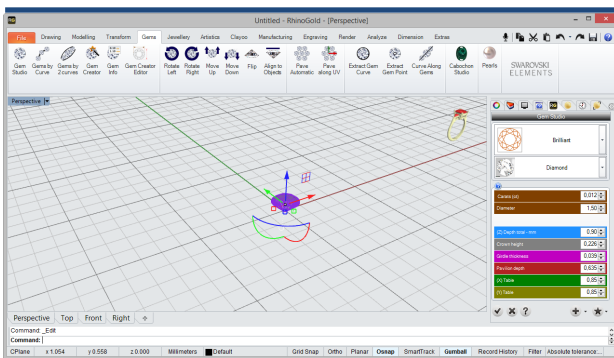 Untitled - RhinoGold - [Perspective]
File Drawing Modelling Transform Gems Jewellery Artistics Clayoo Manufacturing Engraving Render Analyze Dimension Extras
Gem Studio Gems by Curve Gems by 2 curves Gem Creator Gem Info Gem Creator Editor Rotate Left Rotate Right Move Up Move Down Flip Align to Objects Pave Automatic Pave along UV Extract Gem Curve Extract Gem Point Curve Along Gems Cabochon Studio Pearls SWAROVSKI ELEMENTS
Perspective
Gem Studio
Brilliant
Diamond
Carats (ct) 0,012
Diameter 1,50
(Z) Depth total - mm 0,90
Crown height 0,226
Girdle thickness 0,039
Pavilion depth 0,635
(X) Table 0,85
(Y) Table 0,85
Perspective Top Front Right
Command: _Edit
Command:
CPlane x 1.054 y 0.558 z 0.000 Millimeters Default Grid Snap Ortho Planar Osnap SmartTrack Gumball Record History Filter Absolute tolerance...